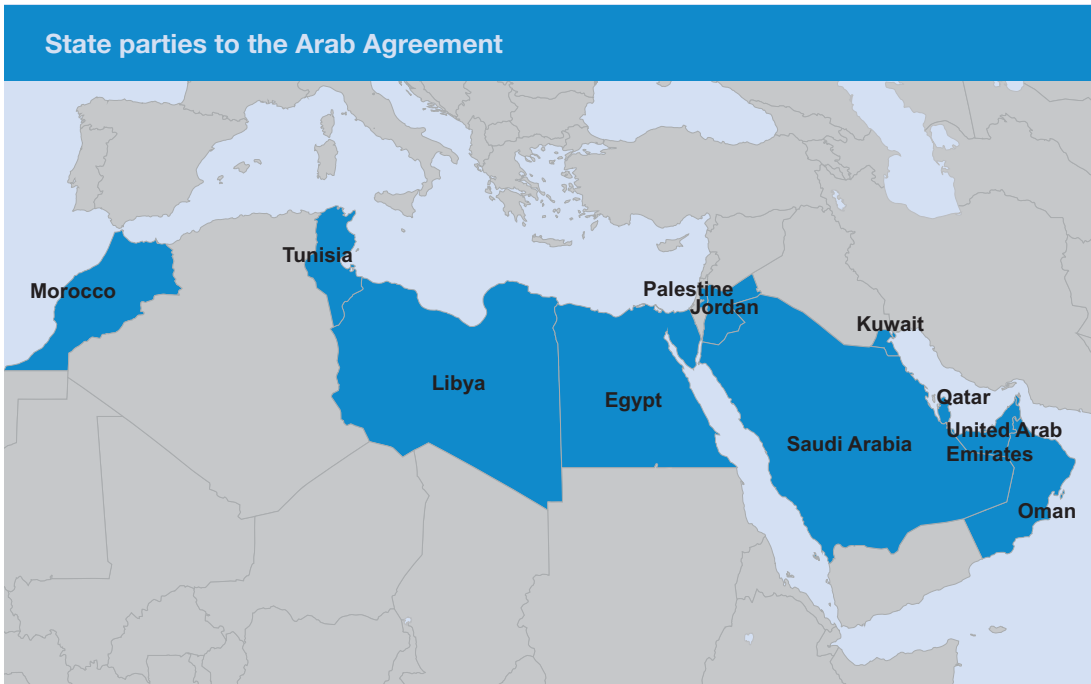 State parties to the Arab Agreement
Tunisia
Morocco
Palestine
Jordan
Kuwait
Libya
Egypt
Qatar
Saudi Arabia
United Arab
Emirates
Oman